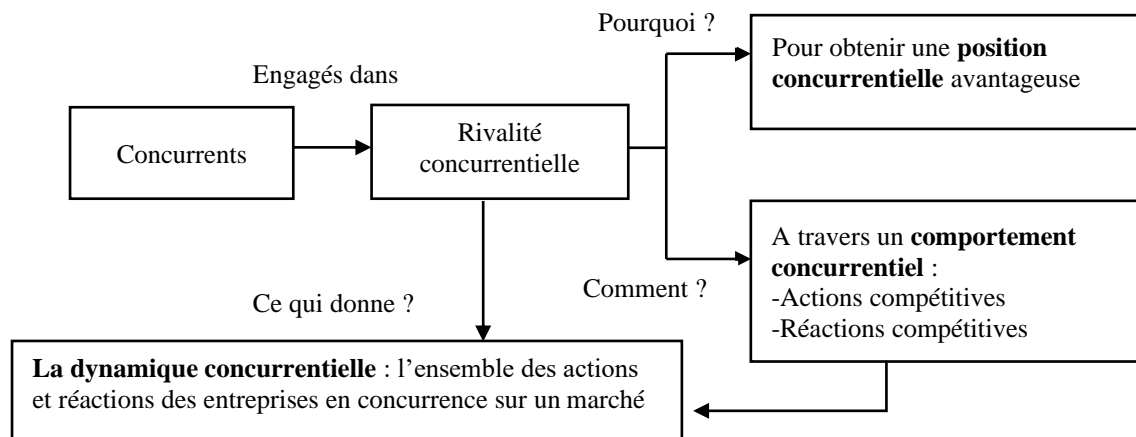 Pourquoi ?
Pour obtenir une position
concurrentielle avantageuse
Engagés dans
Concurrents
Rivalité
concurrentielle
A travers un comportement
concurrentiel :
-Actions compétitives
-Réactions compétitives
Comment ?
Ce qui donne ?
La dynamique concurrentielle : l’ensemble des actions
et réactions des entreprises en concurrence sur un marché